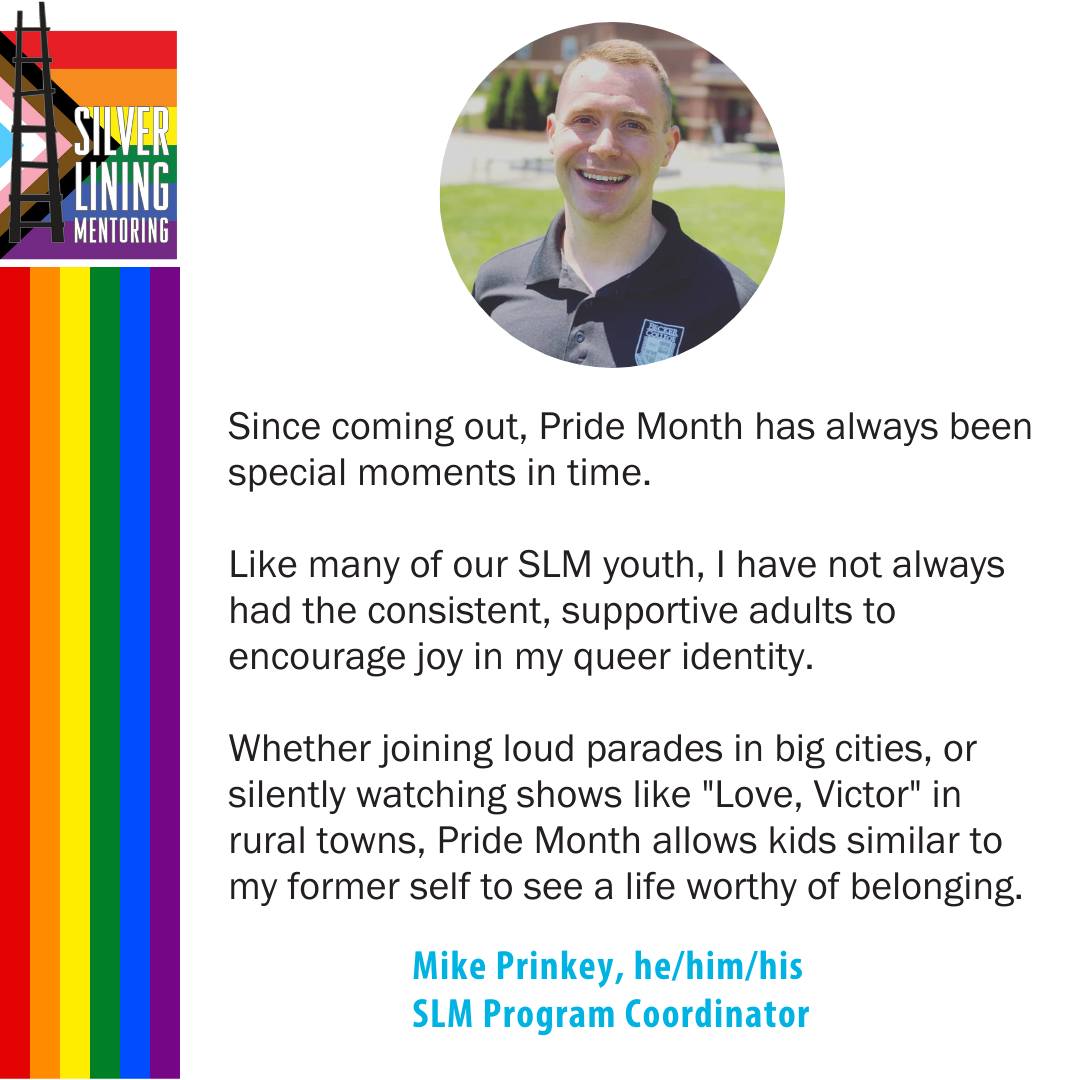 SILVER
LINING
MENTORING
DECKER
COLLEGE
Since coming out, Pride Month has always been
special moments in time.
Like many of our SLM youth, I have not always
had the consistent, supportive adults to
encourage joy in my queer identity.
Whether joining loud parades in big cities, or
silently watching shows like "Love, Victor" in
rural towns, Pride Month allows kids similar to
my former self to see a life worthy of belonging.
Mike Prinkey, he/him/his
SLM Program Coordinator